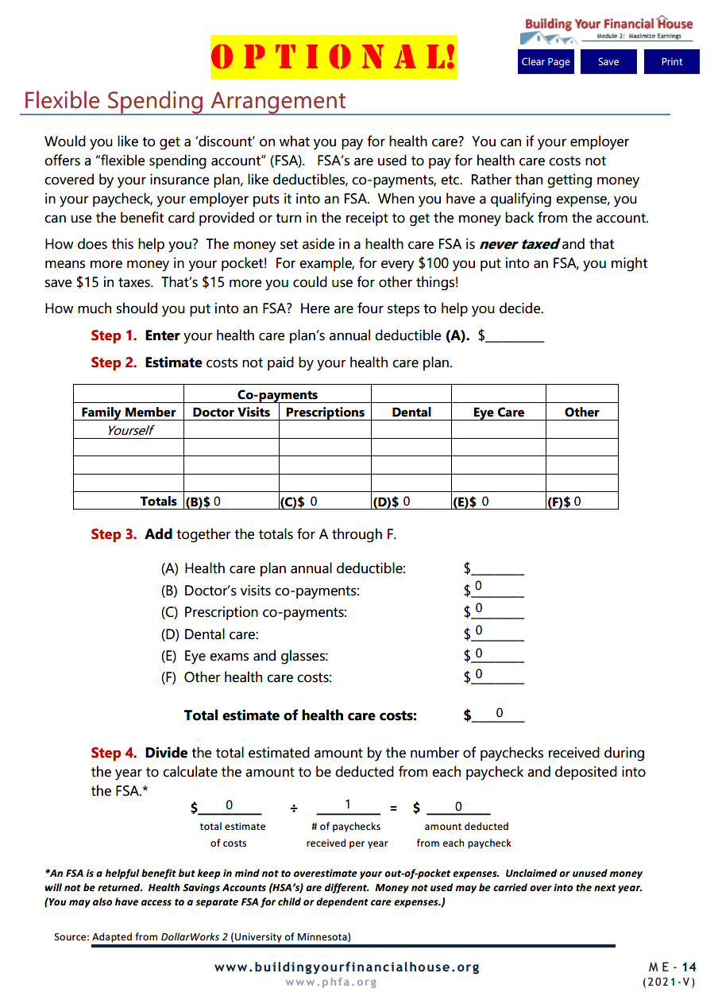 Building Your Financial House
Module 2: Maximize Earnings
OPTIONAL!
Clear Page Save Print
Flexible Spending Arrangement
Would you like to get a ‘discount’ on what you pay for health care? You can if your employer
offers a “flexible spending account” (FSA). FSA’s are used to pay for health care costs not
covered by your insurance plan, like deductibles, co-payments, etc. Rather than getting money
in your paycheck, your employer puts it into an FSA. When you have a qualifying expense, you
can use the benefit card provided or turn in the receipt to get the money back from the account.
How does this help you? The money set aside in a health care FSA is never taxed and that
means more money in your pocket! For example, for every $100 you put into an FSA, you might
save $15 in taxes. That’s $15 more you could use for other things!
How much should you put into an FSA? Here are four steps to help you decide.
Step 1. Enter your health care plan’s annual deductible (A). $________
Step 2. Estimate costs not paid by your health care plan.
Co-payments
Family Member Doctor Visits Prescriptions Dental Eye Care Other
Yourself
Totals (B)$ 0 (C)$ 0 (D)$ 0 (E)$ 0 (F)$ 0
Step 3. Add together the totals for A through F.
(A) Health care plan annual deductible: $_______
(B) Doctor’s visits co-payments: $ 0
(C) Prescription co-payments: $ 0
(D) Dental care: $ 0
(E) Eye exams and glasses: $ 0
(F) Other health care costs: $ 0
Total estimate of health care costs: $ 0
Step 4. Divide the total estimated amount by the number of paychecks received during
the year to calculate the amount to be deducted from each paycheck and deposited into
the FSA.*
$ 0 ÷ 1 = $ 0
total estimate # of paychecks amount deducted
of costs received per year from each paycheck
*An FSA is a helpful benefit but keep in mind not to overestimate your out-of-pocket expenses. Unclaimed or unused money
will not be returned. Health Savings Accounts (HSA’s) are different. Money not used may be carried over into the next year.
(You may also have access to a separate FSA for child or dependent care expenses.)
Source: Adapted from DollarWorks 2 (University of Minnesota)
www.buildingyourfinancialhouse.org ME-14
www.phfa.org (2021-V)